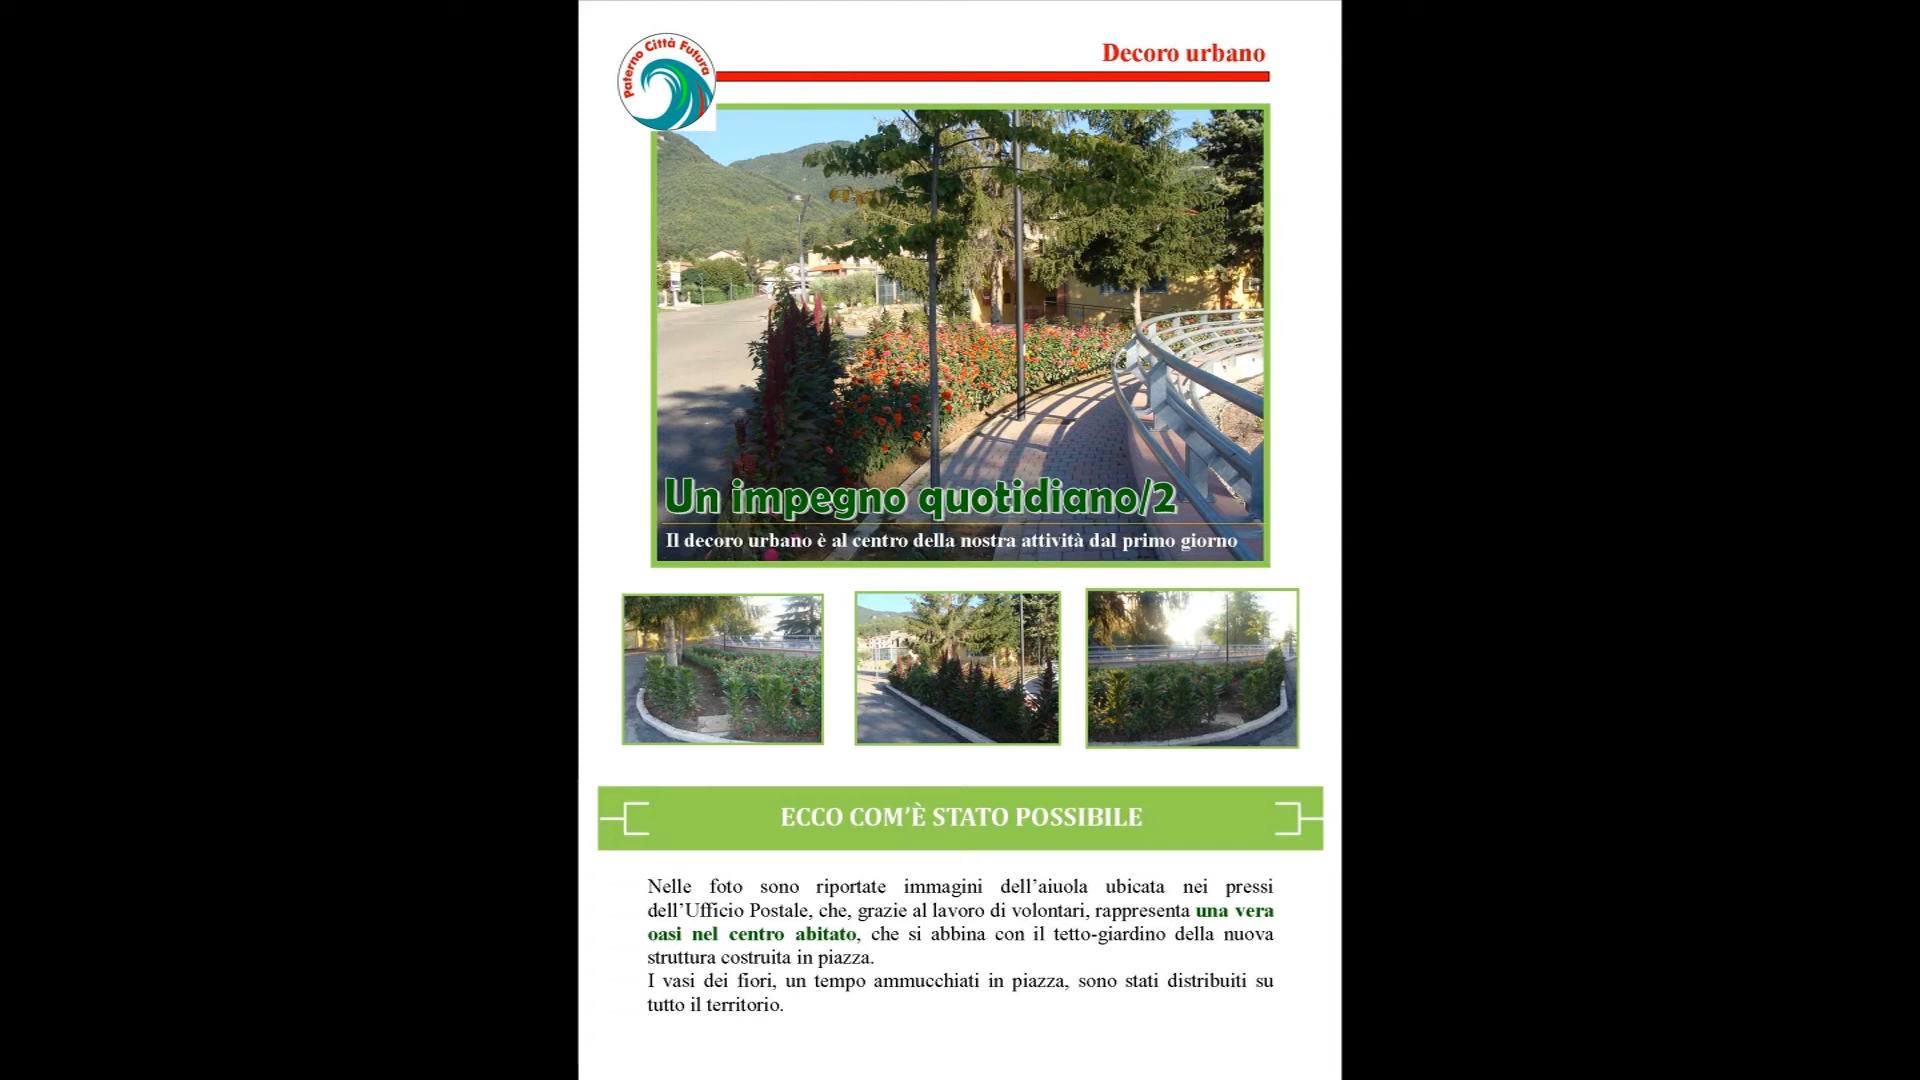 Paterno Città Futura
Decoro urbano
Un impegno quotidiano/2
Il decoro urbano è al centro della nostra attività dal primo giorno
ECCO COM'È STATO POSSIBILE
Nelle foto sono riportate immagini dell'aiuola ubicata nei pressi
dell'Ufficio Postale, che, grazie al lavoro di volontari, rappresenta una vera
oasi nel centro abitato, che si abbina con il tetto-giardino della nuova
struttura costruita in piazza.
I vasi dei fiori, un tempo ammucchiati in piazza, sono stati distribuiti su
tutto il territorio.